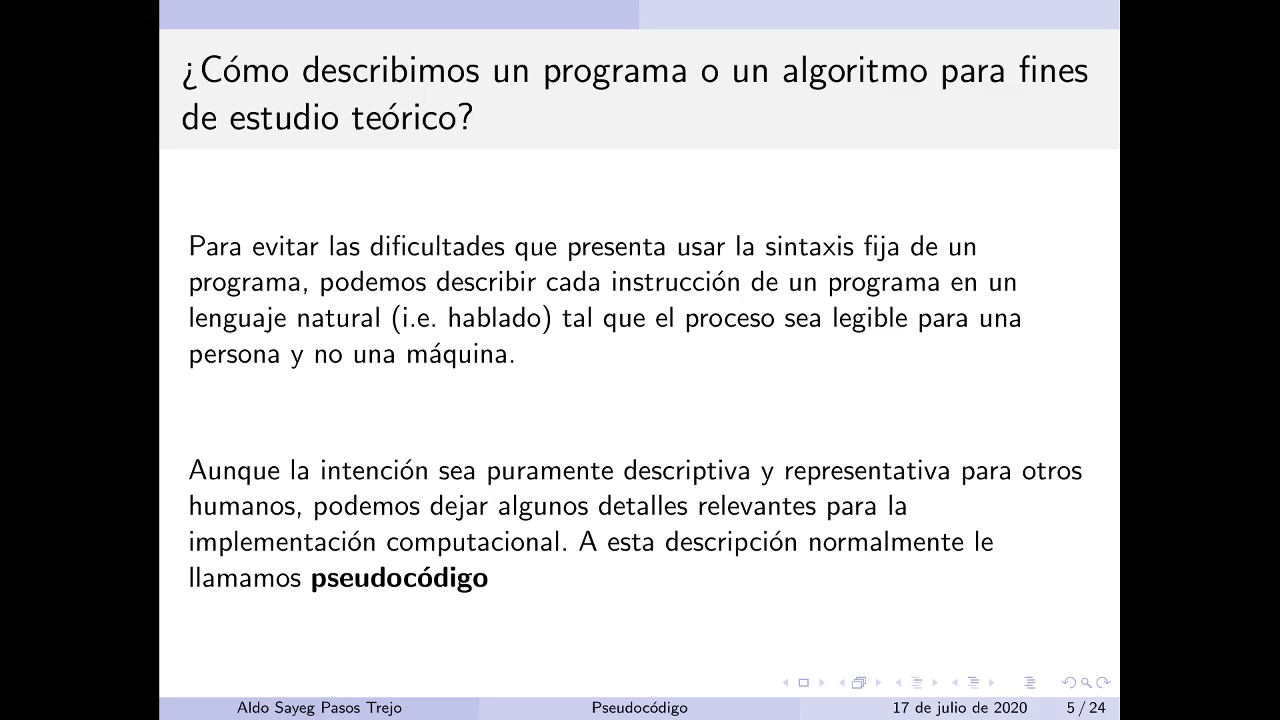 ¿Cómo describimos un programa o un algoritmo para fines
de estudio teórico?
Para evitar las dificultades que presenta usar la sintaxis fija de un
programa, podemos describir cada instrucción de un programa en un
lenguaje natural (i.e. hablado) tal que el proceso sea legible para una
persona y no una máquina.
Aunque la intención sea puramente descriptiva y representativa para otros
humanos, podemos dejar algunos detalles relevantes para la
implementación computacional. A esta descripción normalmente le
llamamos pseudocódigo
Aldo Sayeg Pasos Trejo
Pseudocódigo
17 de julio de 2020
5 / 24